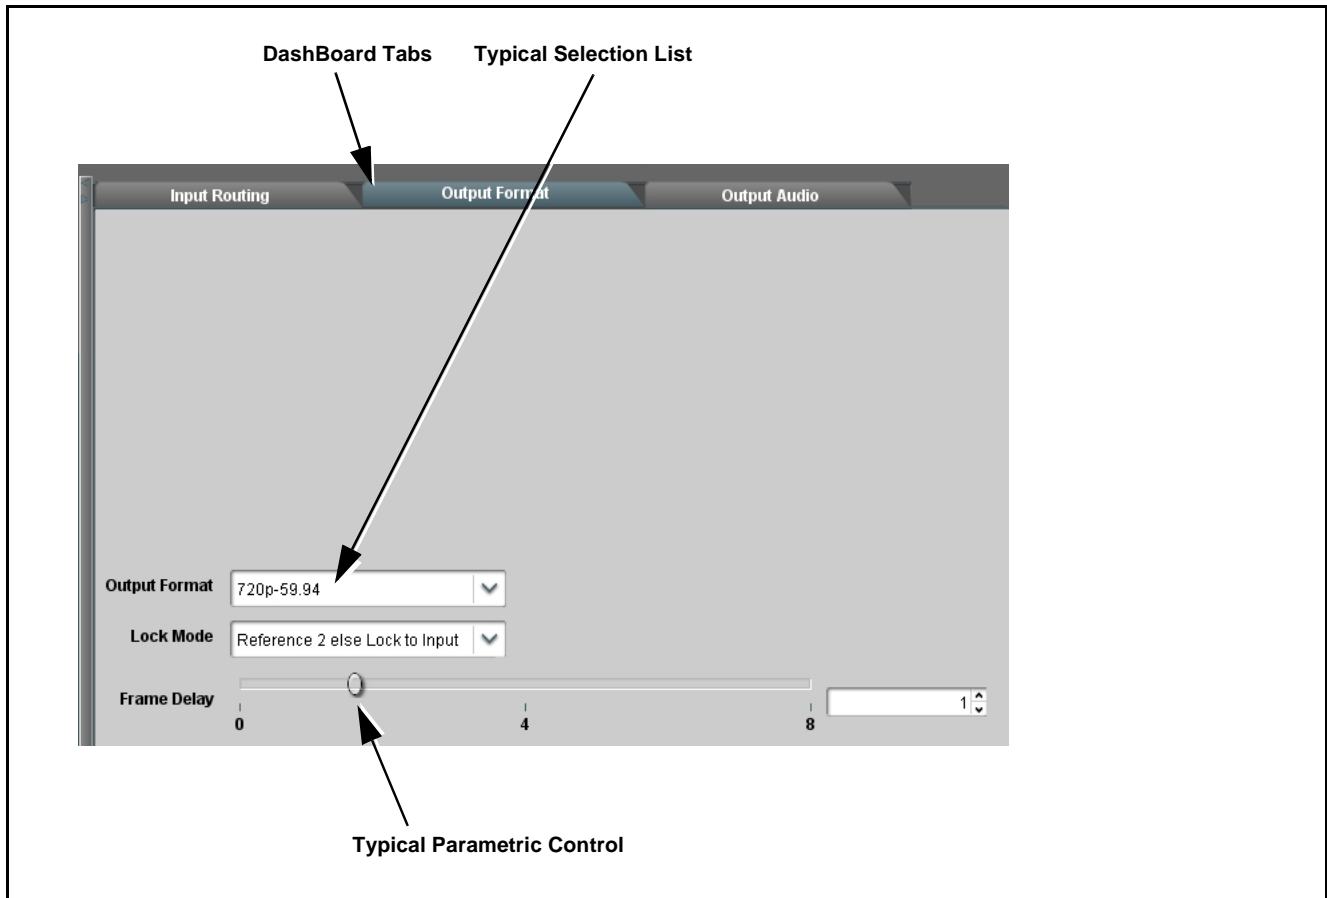 DashBoard Tabs Typical Selection List
Input Routing Output Format Output Audio
Output Format 720p-59.94
Lock Mode Reference 2 else Lock to Input
Frame Delay 1
0 4 8
Typical Parametric Control